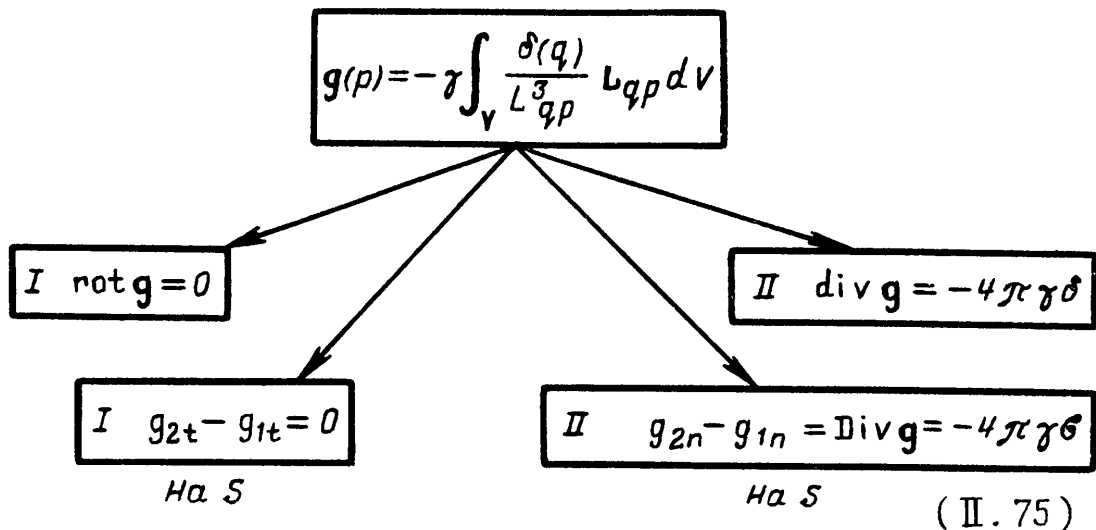 g(p) = −γ ∫_V δ(q)/L³_qp L_qp dV
I rot g = 0
II div g = −4πγδ
I g_2t − g_1t = 0
II g_2n − g_1n = Div g = −4πγσ
на S
на S
(II.75)